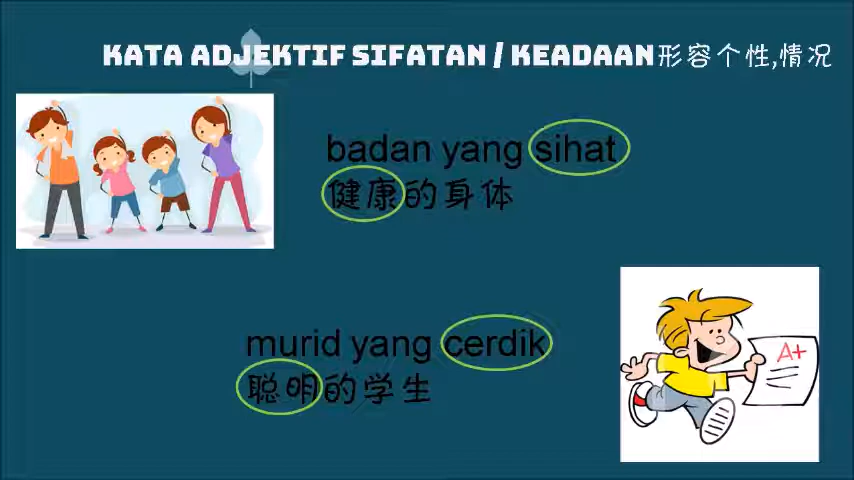 KATA ADJEKTIF SIFATAN / KEADAAN形容个性,情况
badan yang sihat
健康的身体
murid yang cerdik
聪明的学生
A+